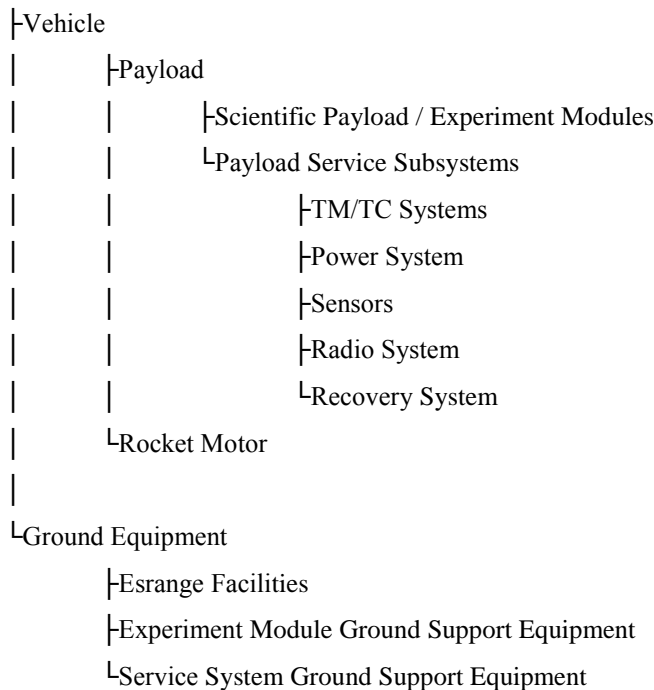 ├Vehicle
│ ├Payload
│ │ ├Scientific Payload / Experiment Modules
│ │ └Payload Service Subsystems
│ │ ├TM/TC Systems
│ │ ├Power System
│ │ ├Sensors
│ │ ├Radio System
│ │ └Recovery System
│ └Rocket Motor
│
└Ground Equipment
├Esrange Facilities
├Experiment Module Ground Support Equipment
└Service System Ground Support Equipment